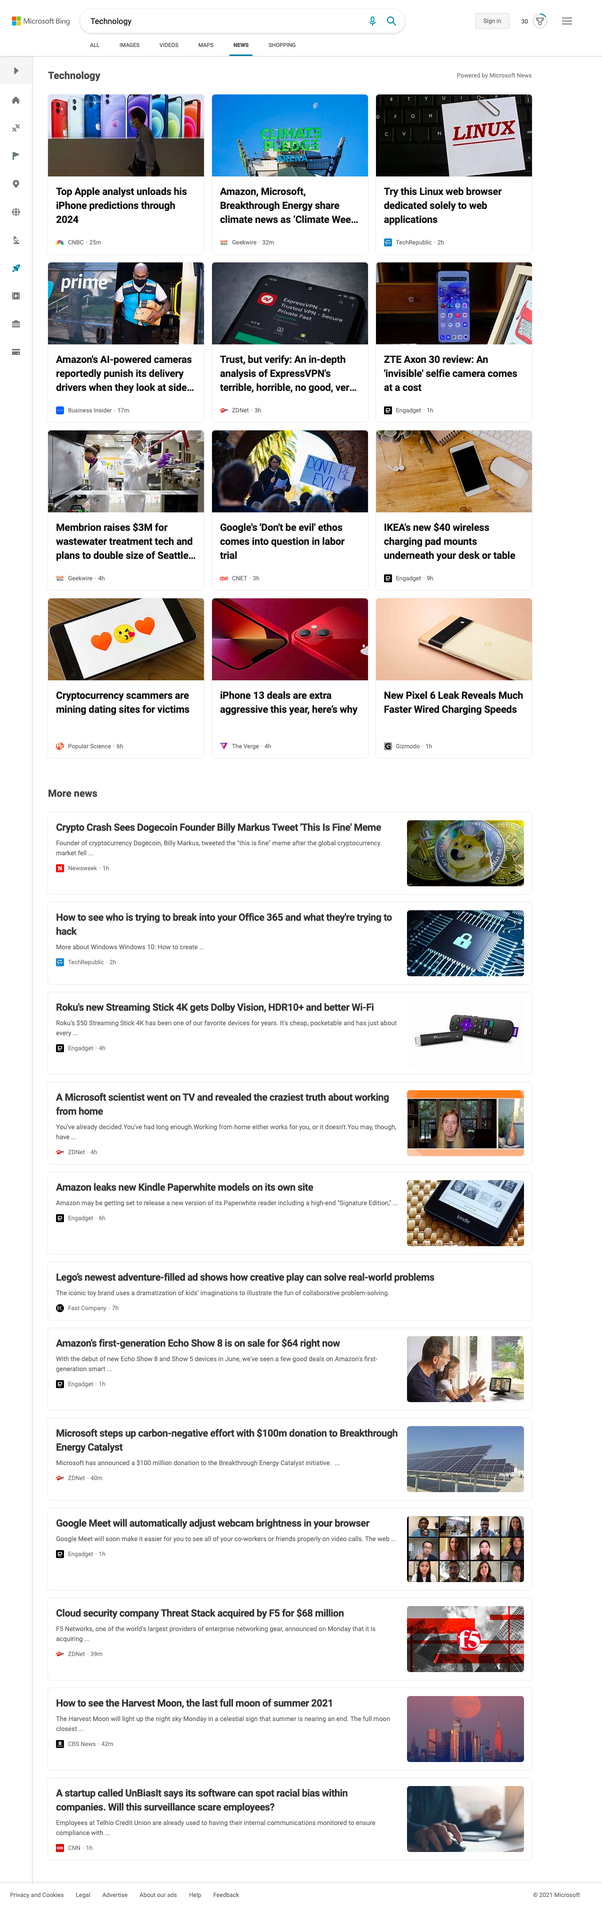 Microsoft Bing
Technology
Sign in
30
ALL IMAGES VIDEOS MAPS NEWS SHOPPING
Technology
Powered by Microsoft News
CLIMATE
PLEDGE
ARENA
LINUX
Top Apple analyst unloads his
iPhone predictions through
2024
CNBC · 25m
Amazon, Microsoft,
Breakthrough Energy share
climate news as 'Climate Wee...
Geekwire · 32m
Try this Linux web browser
dedicated solely to web
applications
TechRepublic · 2h
prime
ExpressVPN - #1
Trusted VPN - Secure
Private Fast
Amazon's AI-powered cameras
reportedly punish its delivery
drivers when they look at side...
Business Insider · 17m
Trust, but verify: An in-depth
analysis of ExpressVPN's
terrible, horrible, no good, ver...
ZDNet · 3h
ZTE Axon 30 review: An
'invisible' selfie camera comes
at a cost
Engadget · 1h
DON'T BE
EVIL
Membrion raises $3M for
wastewater treatment tech and
plans to double size of Seattle...
Geekwire · 4h
Google's 'Don't be evil' ethos
comes into question in labor
trial
CNET · 3h
IKEA's new $40 wireless
charging pad mounts
underneath your desk or table
Engadget · 9h
Cryptocurrency scammers are
mining dating sites for victims
Popular Science · 6h
iPhone 13 deals are extra
aggressive this year, here's why
The Verge · 4h
New Pixel 6 Leak Reveals Much
Faster Wired Charging Speeds
Gizmodo · 1h
More news
Crypto Crash Sees Dogecoin Founder Billy Markus Tweet 'This Is Fine' Meme
Founder of cryptocurrency Dogecoin, Billy Markus, tweeted the "this is fine" meme after the global cryptocurrency
market fell ...
Newsweek · 1h
How to see who is trying to break into your Office 365 and what they're trying to
hack
More about Windows Windows 10: How to create ...
TechRepublic · 2h
Roku's new Streaming Stick 4K gets Dolby Vision, HDR10+ and better Wi-Fi
Roku's $50 Streaming Stick 4K has been one of our favorite devices for years. It's cheap, pocketable and has just about
every ...
Engadget · 4h
A Microsoft scientist went on TV and revealed the craziest truth about working
from home
You've already decided.You've had long enough.Working from home either works for you, or it doesn't.You may, though,
have ...
ZDNet · 4h
Amazon leaks new Kindle Paperwhite models on its own site
Amazon may be getting set to release a new version of its Paperwhite reader including a high-end "Signature Edition," ...
Engadget · 6h
kindle
Lego's newest adventure-filled ad shows how creative play can solve real-world problems
The iconic toy brand uses a dramatization of kids' imaginations to illustrate the fun of collaborative problem-solving.
Fast Company · 7h
Amazon's first-generation Echo Show 8 is on sale for $64 right now
With the debut of new Echo Show 8 and Show 5 devices in June, we've seen a few good deals on Amazon's first-
generation smart ...
Engadget · 1h
Microsoft steps up carbon-negative effort with $100m donation to Breakthrough
Energy Catalyst
Microsoft has announced a $100 million donation to the Breakthrough Energy Catalyst initiative. ...
ZDNet · 40m
Google Meet will automatically adjust webcam brightness in your browser
Google Meet will soon make it easier for you to see all of your co-workers or friends properly on video calls. The web ...
Engadget · 1h
Cloud security company Threat Stack acquired by F5 for $68 million
F5 Networks, one of the world's largest providers of enterprise networking gear, announced on Monday that it is
acquiring ...
ZDNet · 39m
f5
How to see the Harvest Moon, the last full moon of summer 2021
The Harvest Moon will light up the night sky Monday in a celestial sign that summer is nearing an end. The full moon
closest ...
CBS News · 42m
A startup called UnBiasIt says its software can spot racial bias within
companies. Will this surveillance scare employees?
Employees at Telhio Credit Union are already used to having their internal communications monitored to ensure
compliance with ...
CNN · 1h
Privacy and Cookies Legal Advertise About our ads Help Feedback
© 2021 Microsoft